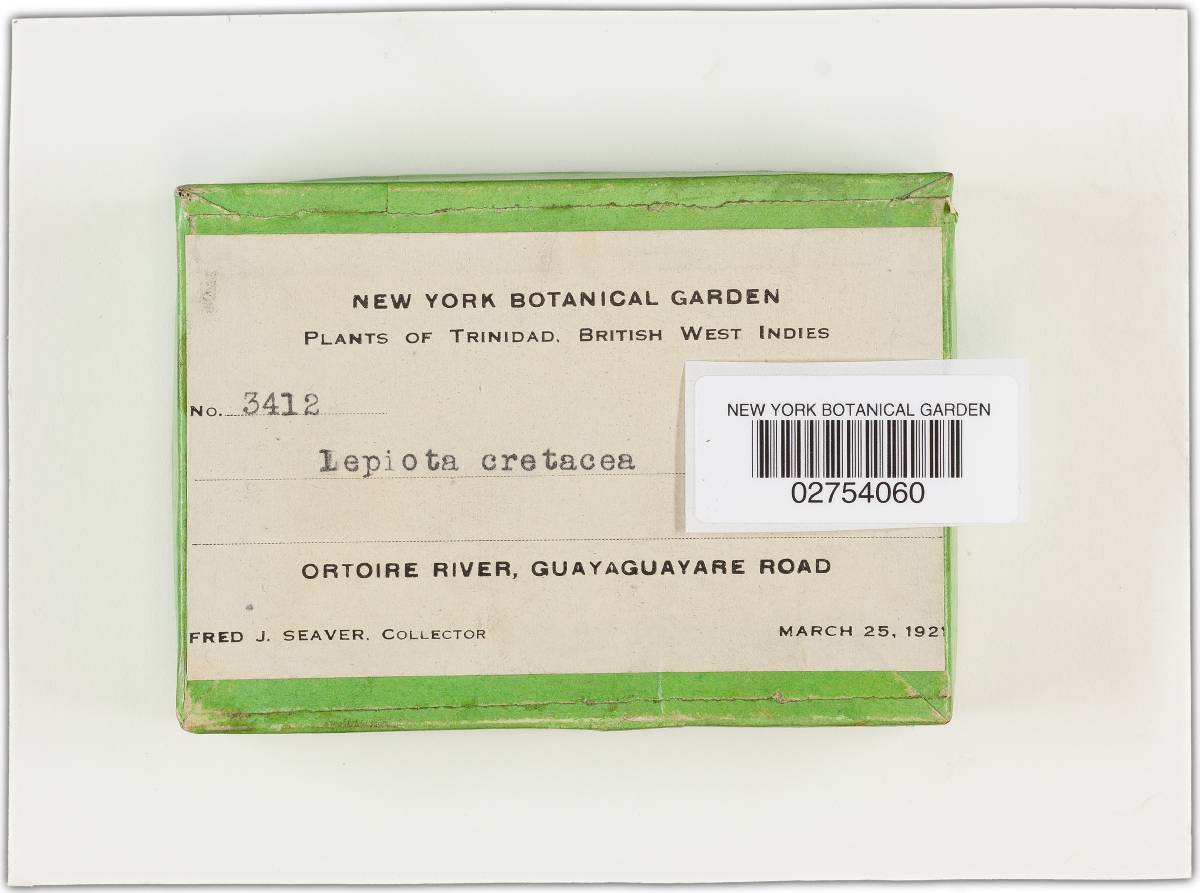 NEW YORK BOTANICAL GARDEN
PLANTS OF TRINIDAD, BRITISH WEST INDIES
No. 3412
Lepiota cretacea
NEW YORK BOTANICAL GARDEN
02754060
ORTOIRE RIVER, GUAYAGUAYARE ROAD
FRED J. SEAVER, COLLECTOR
MARCH 25, 1921